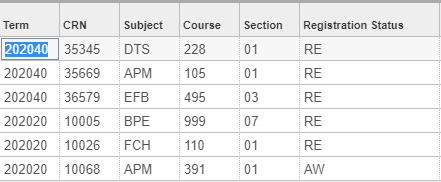 Term CRN Subject Course Section Registration Status
202040 35345 DTS 228 01 RE
202040 35669 APM 105 01 RE
202040 36579 EFB 495 03 RE
202020 10005 BPE 999 07 RE
202020 10026 FCH 110 01 RE
202020 10068 APM 391 01 AW